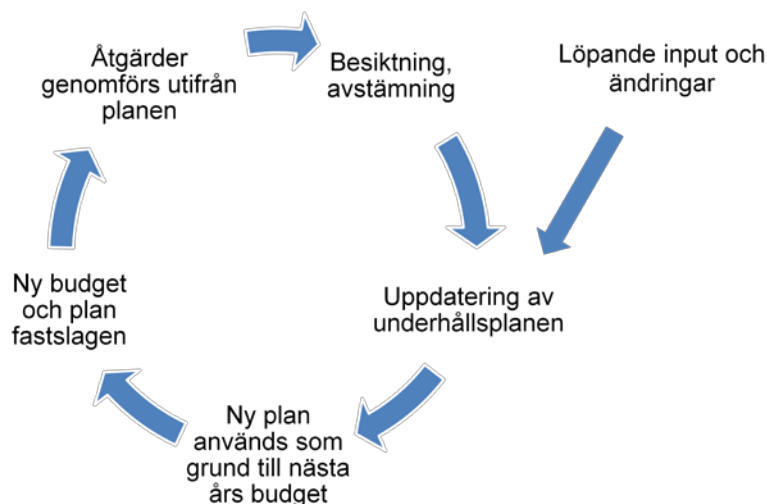 Åtgärder
genomförs utifrån
planen
Besiktning,
avstämning
Löpande input och
ändringar
Uppdatering av
underhållsplanen
Ny plan
används som
grund till nästa
års budget
Ny budget
och plan
fastslagen